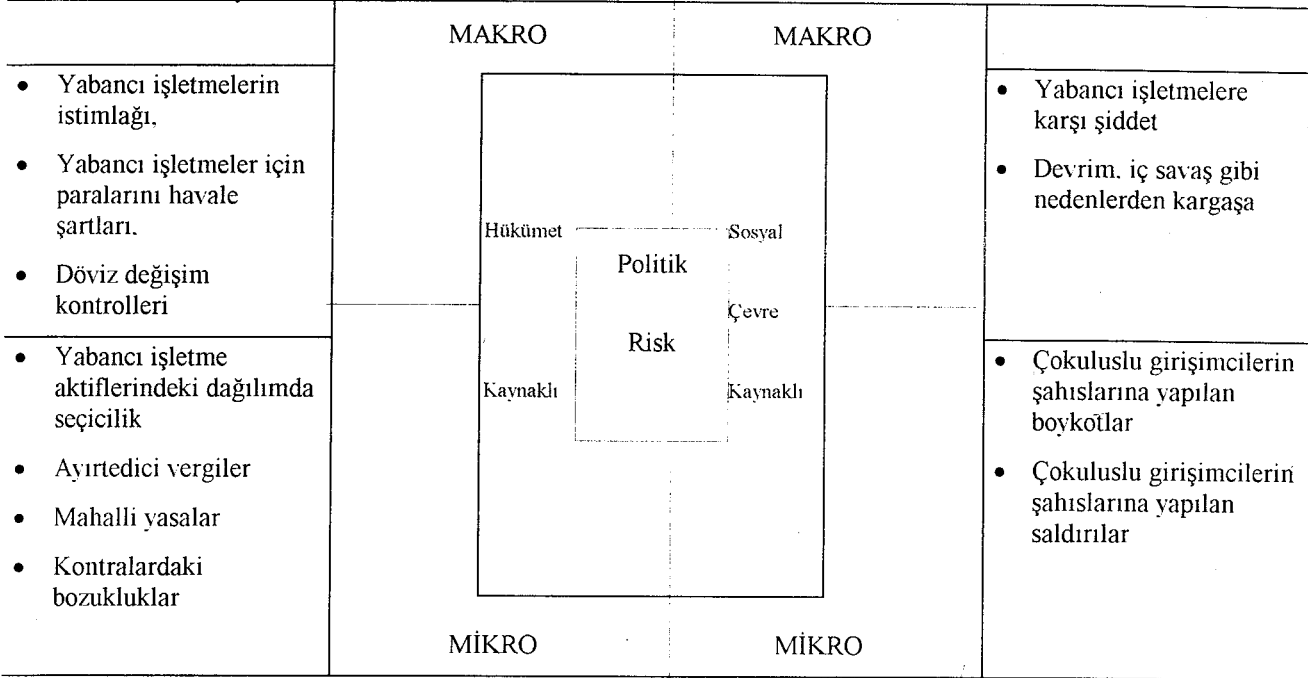 MAKRO
MAKRO
• Yabancı işletmelerin
istimlağı,
• Yabancı işletmeler için
paralarını havale
şartları.
• Döviz değişim
kontrolleri
• Yabancı işletme
aktiflerindeki dağılımda
seçicilik
• Ayırtedici vergiler
• Mahalli yasalar
• Kontralardaki
bozukluklar
Hükümet
Kaynaklı
Politik
Risk
Sosyal
Çevre
Kaynaklı
MİKRO
MİKRO
• Yabancı işletmelere
karşı şiddet
• Devrim. iç savaş gibi
nedenlerden kargaşa
• Çokuluslu girişimcilerin
şahıslarına yapılan
boykotlar
• Çokuluslu girişimcilerin
şahıslarına yapılan
saldırılar